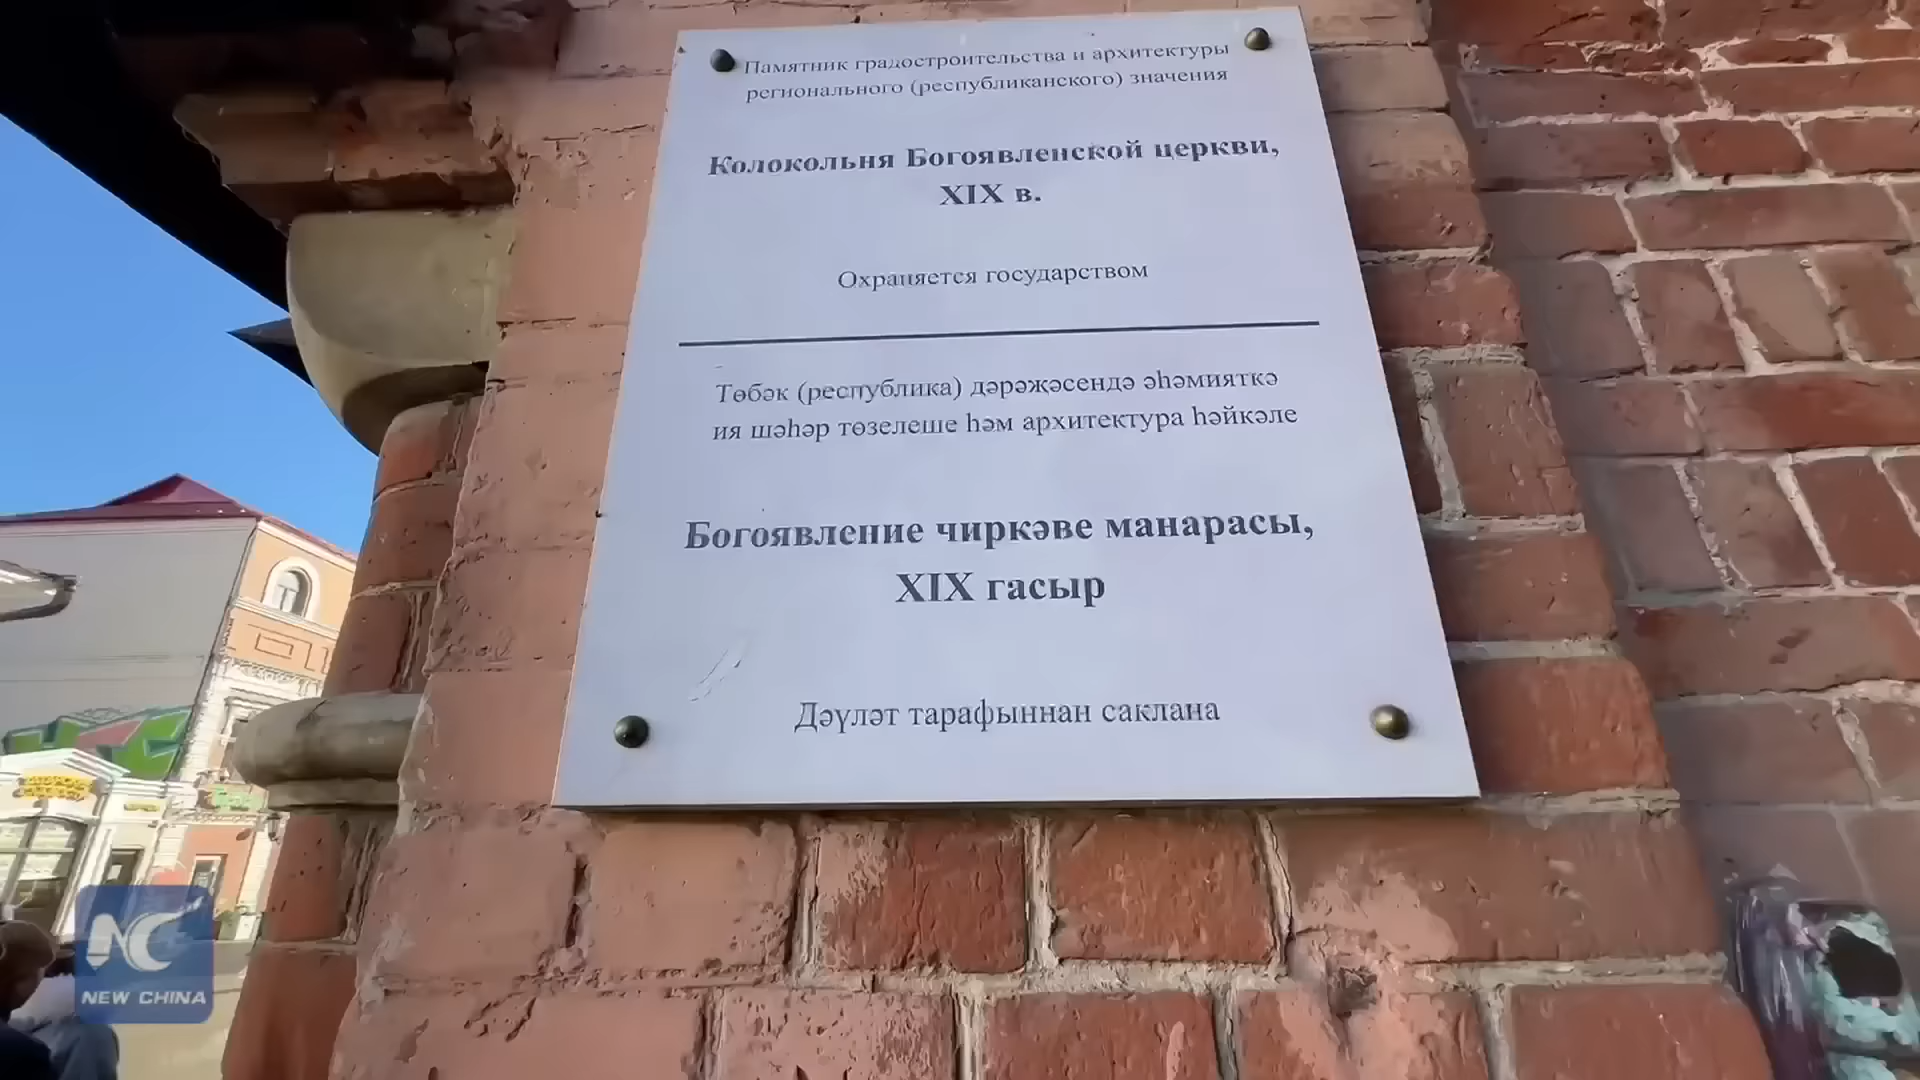 Памятник градостроительства и архитектуры
регионального (республиканского) значения
Колокольня Богоявленской церкви,
XIX в.
Охраняется государством
Төбәк (республика) дәрәҗәсендә әһәмияткә
ия шәһәр төзелеше һәм архитектура һәйкәле
Богоявление чиркәве манарасы,
XIX гасыр
Дәүләт тарафыннан саклана
NEW CHINA